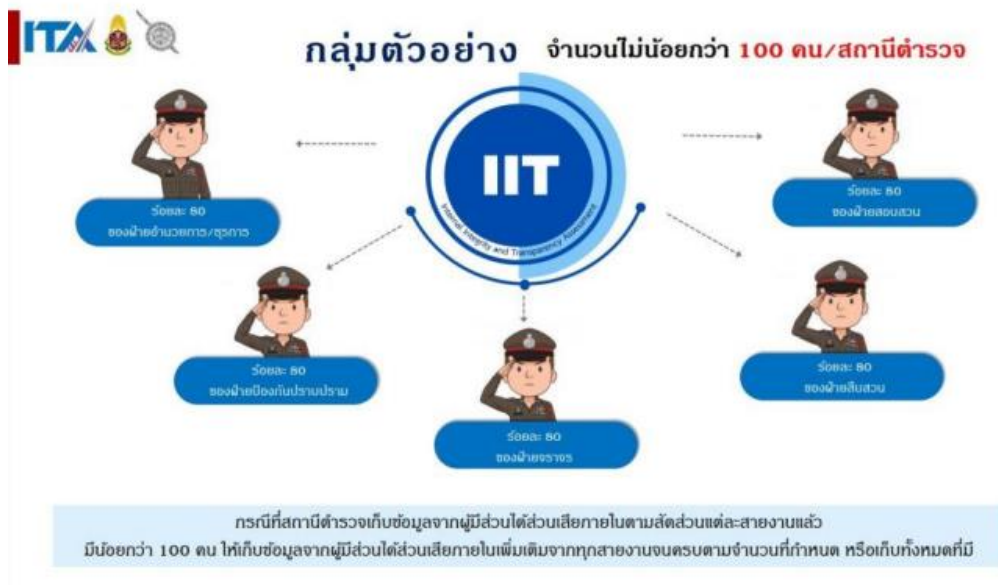 ITA
กลุ่มตัวอย่าง จำนวนไม่น้อยกว่า 100 คน/สถานีตำรวจ
IIT
Internal Integrity and Transparency Assessment
ร้อยละ 80
ของฝ่ายอำนวยการ/ธุรการ
ร้อยละ 80
ของฝ่ายสอบสวน
ร้อยละ 80
ของฝ่ายป้องกันปราบปราม
ร้อยละ 80
ของฝ่ายสืบสวน
ร้อยละ 80
ของฝ่ายจราจร
กรณีที่สถานีตำรวจเก็บข้อมูลจากผู้มีส่วนได้ส่วนเสียภายในตามสัดส่วนแต่ละสายงานแล้ว
มีน้อยกว่า 100 คน ให้เก็บข้อมูลจากผู้มีส่วนได้ส่วนเสียภายในเพิ่มเติมจากทุกสายงานจนครบตามจำนวนที่กำหนด หรือเก็บทั้งหมดที่มี